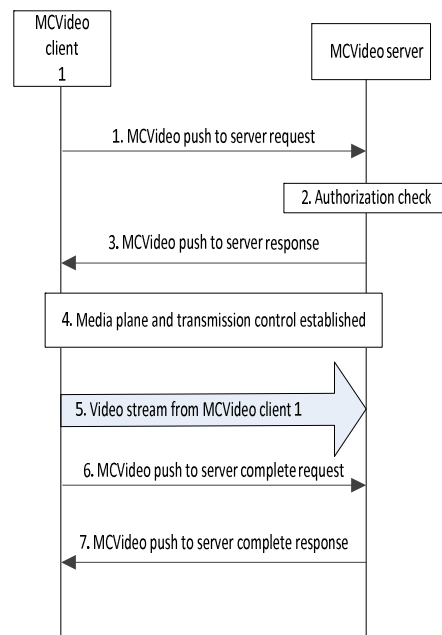 MCVideo
client
1
MCVideo server
1. MCVideo push to server request
2. Authorization check
3. MCVideo push to server response
4. Media plane and transmission control established
5. Video stream from MCVideo client 1
6. MCVideo push to server complete request
7. MCVideo push to server complete response